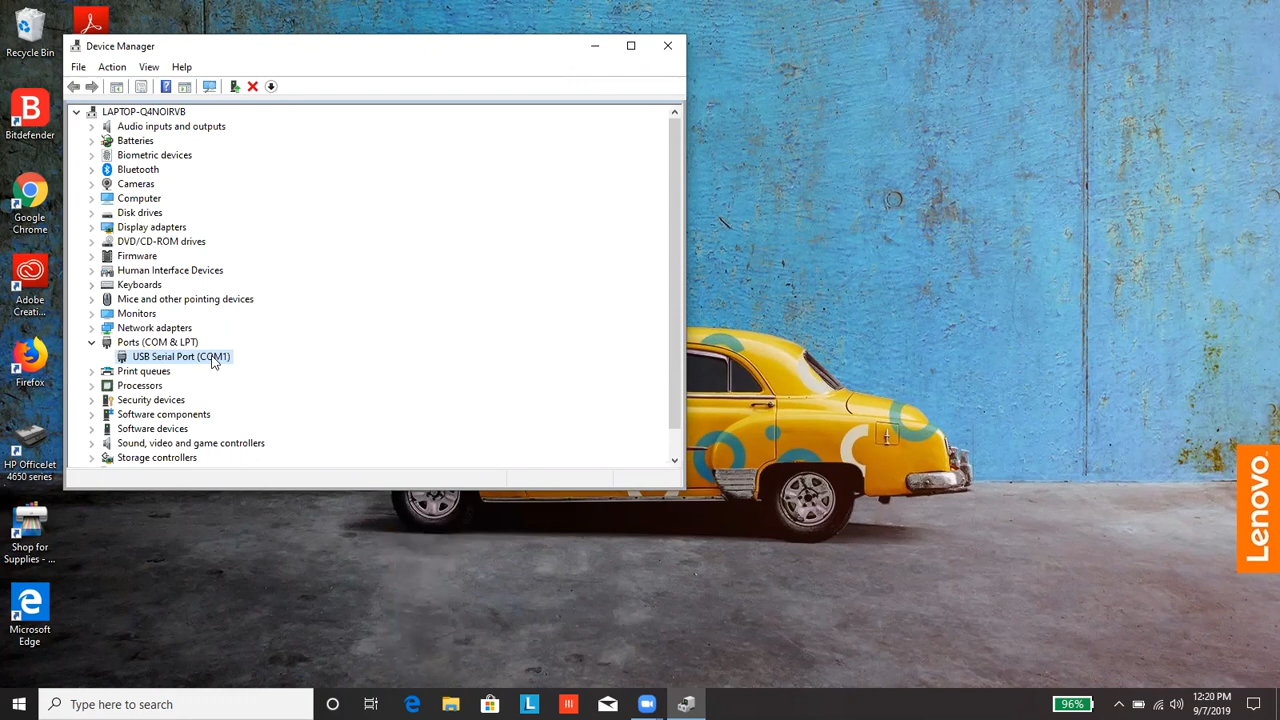 Recycle Bin
Bitdefender
Google
Chrome
Adobe
Creati...
Firefox
HP OfficeJet
4650 series
Shop for
Supplies - ...
Microsoft
Edge
Device Manager
File Action View Help
LAPTOP-Q4NOIRVB
Audio inputs and outputs
Batteries
Biometric devices
Bluetooth
Cameras
Computer
Disk drives
Display adapters
DVD/CD-ROM drives
Firmware
Human Interface Devices
Keyboards
Mice and other pointing devices
Monitors
Network adapters
Ports (COM & LPT)
USB Serial Port (COM1)
Print queues
Processors
Security devices
Software components
Software devices
Sound, video and game controllers
Storage controllers
Lenovo
Type here to search
96%
12:20 PM
9/7/2019